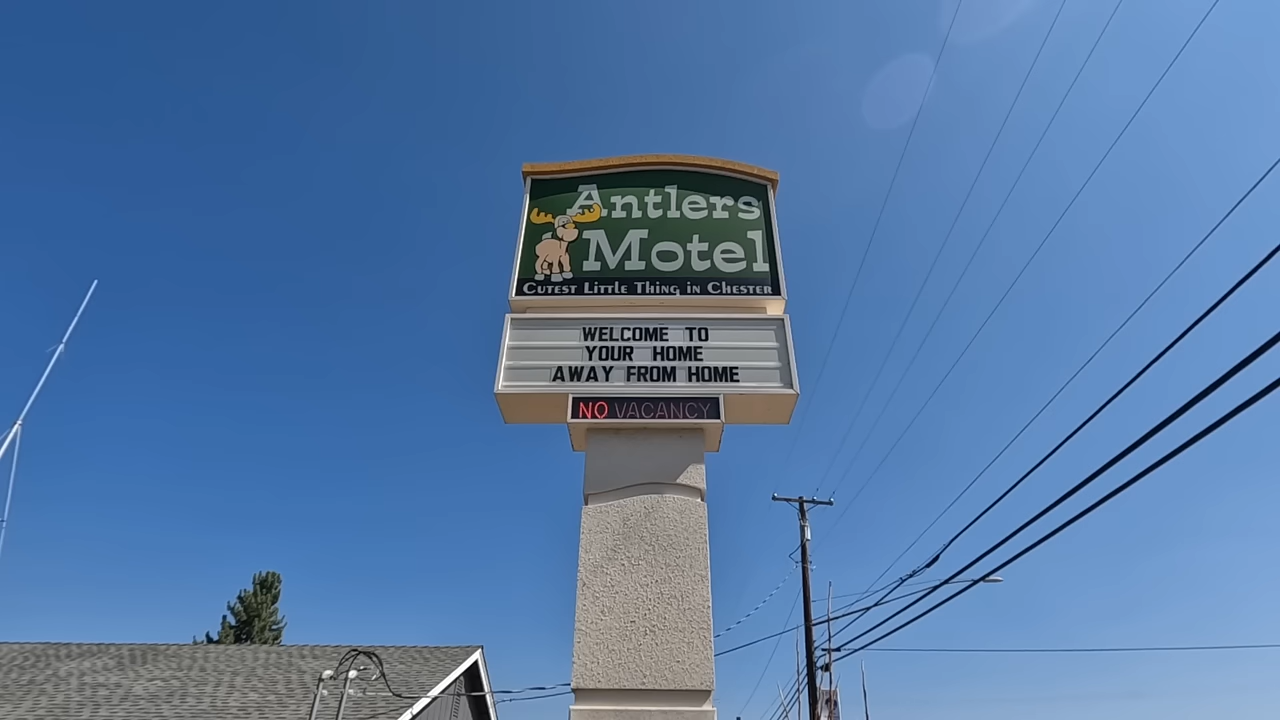 Antlers
Motel
Cutest Little Thing in Chester
WELCOME TO
YOUR HOME
AWAY FROM HOME
NO VACANCY